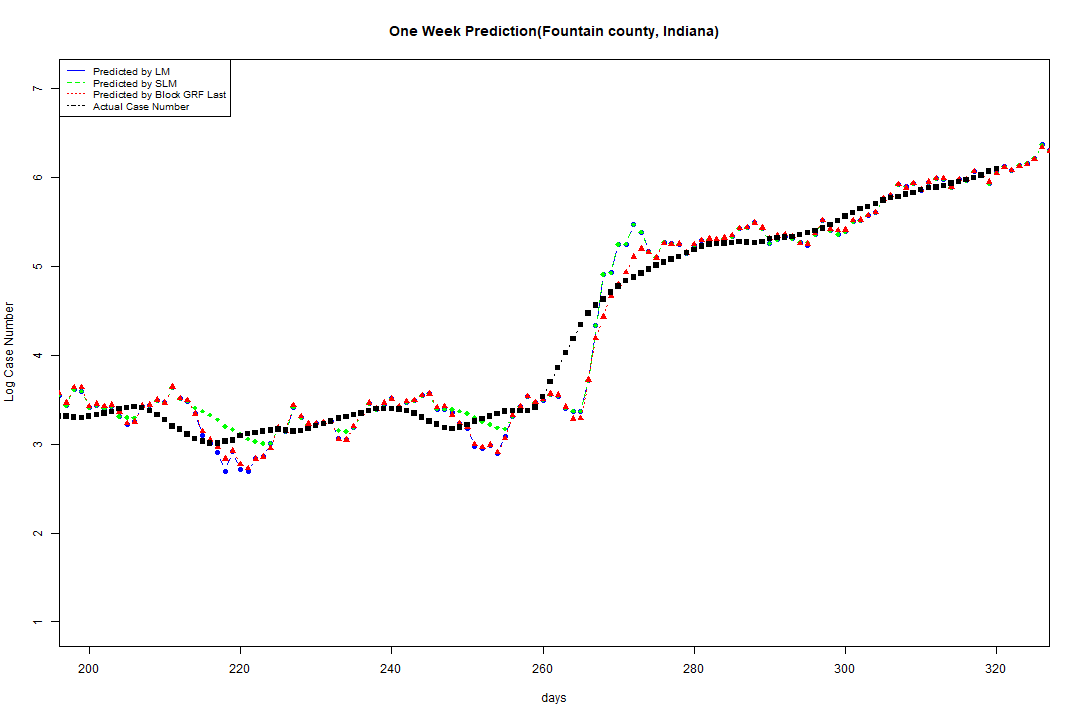 One Week Prediction(Fountain county, Indiana)
Predicted by LM
Predicted by SLM
Predicted by Block GRF Last
Actual Case Number
7
6
5
4
3
2
1
Log Case Number
200 220 240 260 280 300 320
days